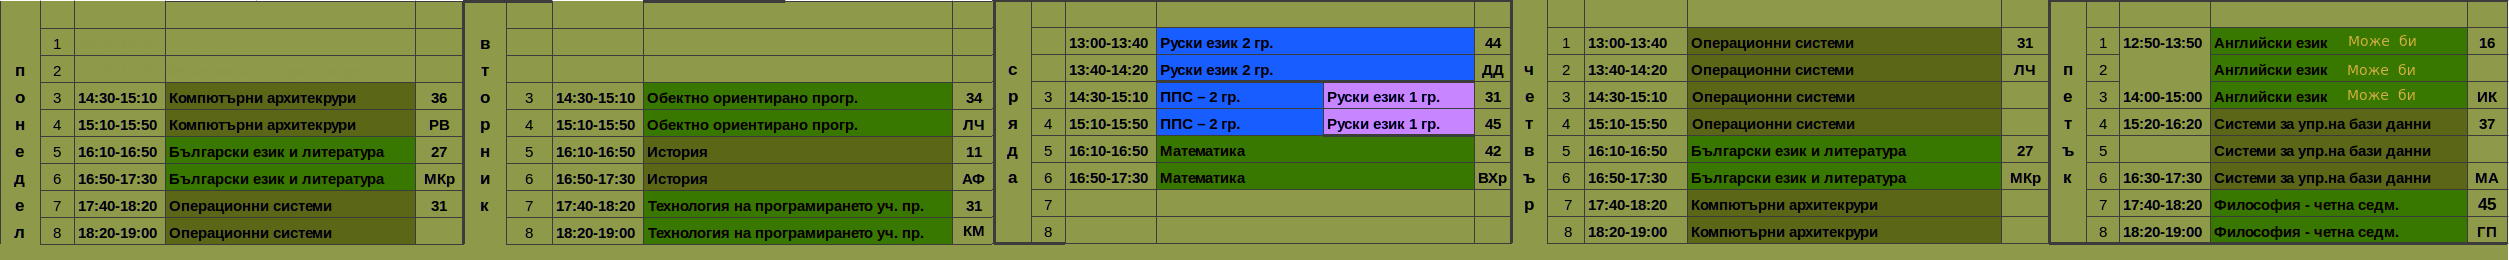 понедел
1
2
3 14:30-15:10 Компютърни архитекрури 36
4 15:10-15:50 Компютърни архитекрури РВ
5 16:10-16:50 Български език и литература 27
6 16:50-17:30 Български език и литература МКр
7 17:40-18:20 Операционни системи 31
8 18:20-19:00 Операционни системи
вторник
3 14:30-15:10 Обектно ориентирано прогр. 34
4 15:10-15:50 Обектно ориентирано прогр. ЛЧ
5 16:10-16:50 История 11
6 16:50-17:30 История АФ
7 17:40-18:20 Технология на програмирането уч. пр. 31
8 18:20-19:00 Технология на програмирането уч. пр. КМ
сряда
13:00-13:40 Руски език 2 гр. 44
13:40-14:20 Руски език 2 гр. ДД
3 14:30-15:10 ППС – 2 гр. Руски език 1 гр. 31
4 15:10-15:50 ППС – 2 гр. Руски език 1 гр. 45
5 16:10-16:50 Математика 42
6 16:50-17:30 Математика ВХр
7
8
четвър
1 13:00-13:40 Операционни системи 31
2 13:40-14:20 Операционни системи ЛЧ
3 14:30-15:10 Операционни системи
4 15:10-15:50 Операционни системи
5 16:10-16:50 Български език и литература 27
6 16:50-17:30 Български език и литература МКр
7 17:40-18:20 Компютърни архитекрури
8 18:20-19:00 Компютърни архитекрури
петък
1 12:50-13:50 Английски език Може би 16
2 Английски език Може би
3 14:00-15:00 Английски език Може би ИК
4 15:20-16:20 Системи за упр.на бази данни 37
5 Системи за упр.на бази данни
6 16:30-17:30 Системи за упр.на бази данни МА
7 17:40-18:20 Философия - четна седм. 45
8 18:20-19:00 Философия - четна седм. ГП